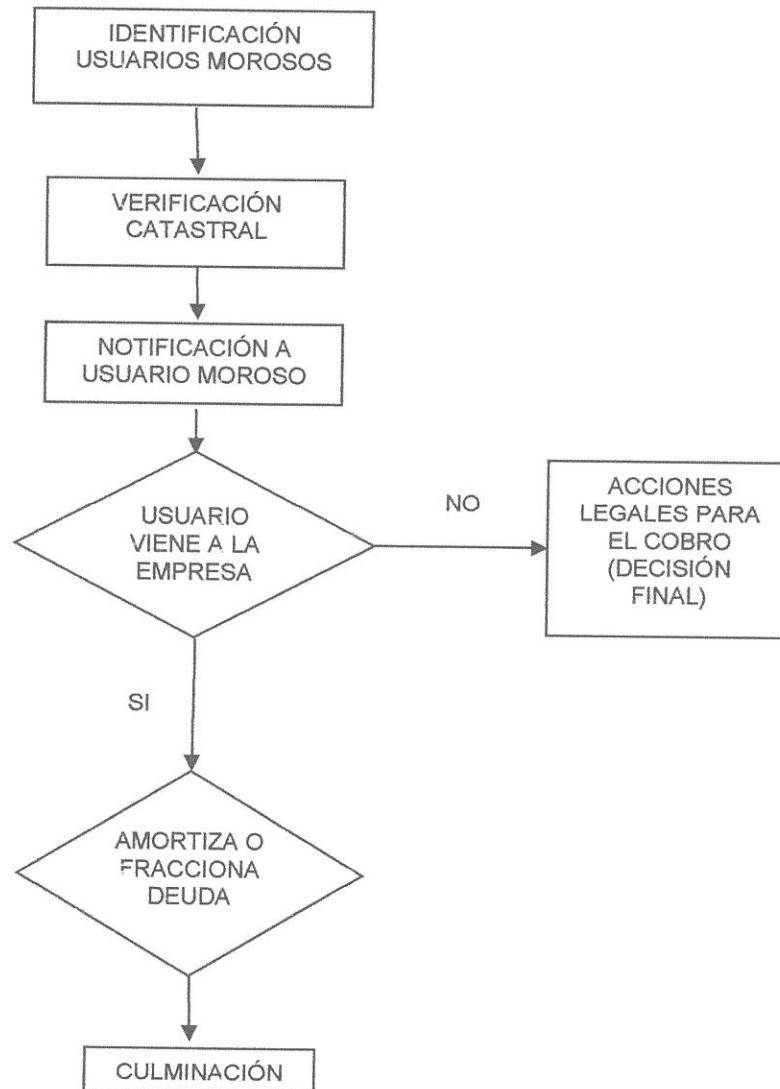 IDENTIFICACIÓN
USUARIOS MOROSOS
VERIFICACIÓN
CATASTRAL
NOTIFICACIÓN A
USUARIO MOROSO
USUARIO
VIENE A LA
EMPRESA
NO
ACCIONES
LEGALES PARA
EL COBRO
(DECISIÓN
FINAL)
SI
AMORTIZA O
FRACCIONA
DEUDA
CULMINACIÓN